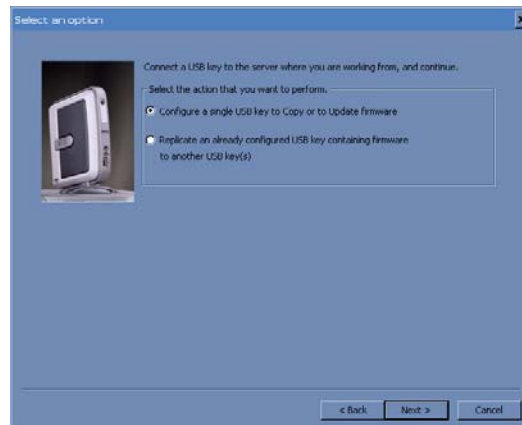 Select an option
Connect a USB key to the server where you are working from, and continue.
Select the action that you want to perform.
Configure a single USB key to Copy or to Update firmware
Replicate an already configured USB key containing firmware
to another USB key(s)
< Back
Next >
Cancel